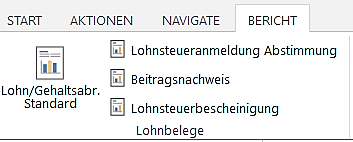 START AKTIONEN NAVIGATE BERICHT
Lohn/Gehaltsabr.
Standard
Lohnsteueranmeldung Abstimmung
Beitragsnachweis
Lohnsteuerbescheinigung
Lohnbelege